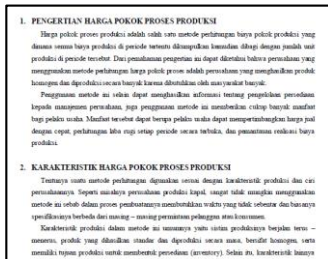 1. PENGERTIAN HARGA POKOK PROSES PRODUKSI
Harga pokok proses produksi adalah salah satu metode perhitungan biaya pokok produksi yang
dimana semua biaya produksi di periode tertentu dikumpulkan kemudian dibagi dengan jumlah unit
produksi di periode tersebut. Dari pemahaman pengertian ini dapat diketahui bahwa perusahaan yang
menggunakan metode perhitungan harga pokok proses adalah perusahaan yang menghasilkan produk
homogen dan diproduksi secara banyak karena dibutuhkan oleh masyarakat banyak.
Penggunaan metode ini selain dapat menghasilkan informasi tentang pengelolaan persediaan
kepada manajemen perusahaan, juga penggunaan metode ini memberikan cukup banyak manfaat
bagi pelaku usaha. Manfaat tersebut dapat berupa pelaku usaha dapat mempertimbangkan harga jual
dengan cepat, perhitungan laba rugi setiap periode secara terbuka, dan pemantauan realisasi biaya
produksi.
2. KARAKTERISTIK HARGA POKOK PROSES PRODUKSI
Tentunya suatu metode perhitungan digunakan sesuai dengan karakteristik produksi dan ciri
perusahaannya. Seperti misalnya perusahaan produksi kapal, sangat tidak mungkin menggunakan
metode ini sebab dalam proses pembuatannya membutuhkan waktu yang tidak sebentar dan biasanya
spesifikasinya berbeda dari masing – masing permintaan pelanggan atau konsumen.
Karakteristik produksi dalam metode ini umumnya yaitu sistim produksinya berjalan terus –
menerus, produk yang dihasilkan standar dan diproduksi secara masa, bersifat homogen, serta
memiliki tujuan produksi untuk membentuk persediaan (inventory). Selain itu, karakteristik lainnya